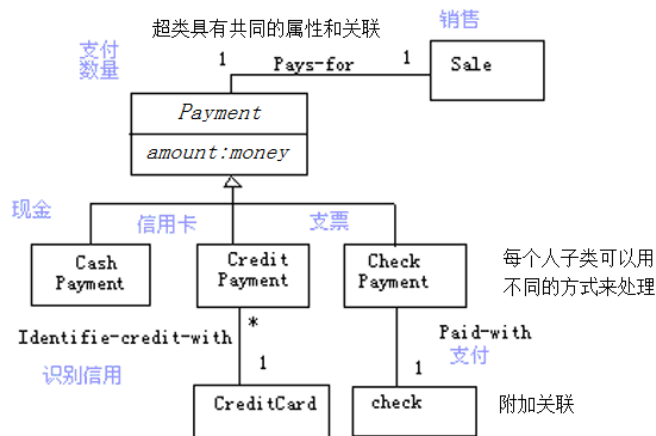 超类具有共同的属性和关联
销售
支付
数量
1
Pays-for
1
Sale
Payment
amount:money
现金
信用卡
支票
Cash
Payment
Credit
Payment
Check
Payment
每个人子类可以用
不同的方式来处理
Identifie-credit-with
*
1
识别信用
Paid-with
支付
1
CreditCard
check
附加关联